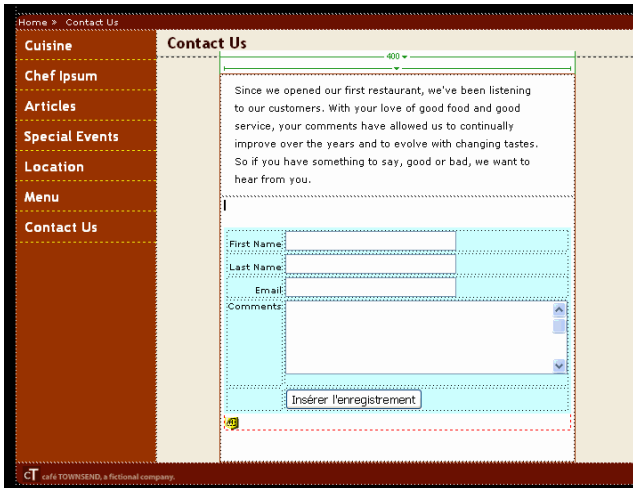 Home » Contact Us
Cuisine
Chef Ipsum
Articles
Special Events
Location
Menu
Contact Us
Contact Us
400
Since we opened our first restaurant, we've been listening
to our customers. With your love of good food and good
service, your comments have allowed us to continually
improve over the years and to evolve with changing tastes.
So if you have something to say, good or bad, we want to
hear from you.
First Name
Last Name
Email
Comments
Insérer l'enregistrement
cT café TOWNSEND, a fictional company.